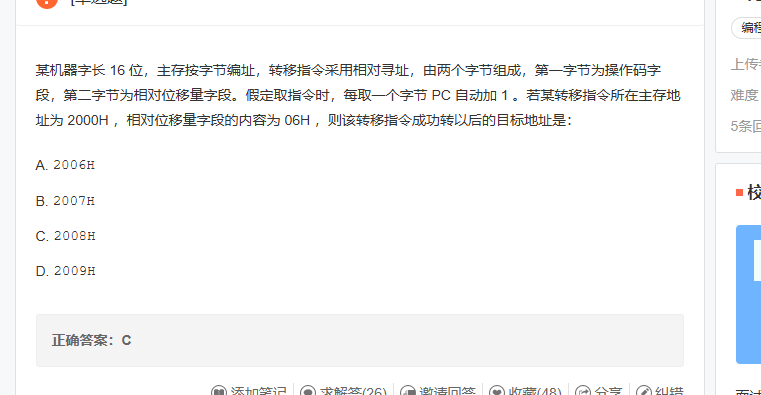 [单选题]
某机器字长 16 位，主存按字节编址，转移指令采用相对寻址，由两个字节组成，第一字节为操作码字
段，第二字节为相对位移量字段。假定取指令时，每取一个字节 PC 自动加 1 。若某转移指令所在主存地
址为 2000H ，相对位移量字段的内容为 06H ，则该转移指令成功转以后的目标地址是：
A. 2006H
B. 2007H
C. 2008H
D. 2009H
正确答案：C
添加笔记 求解答(26) 邀请回答 收藏(48) 分享 纠错
编程
上传
难度
5条回
校